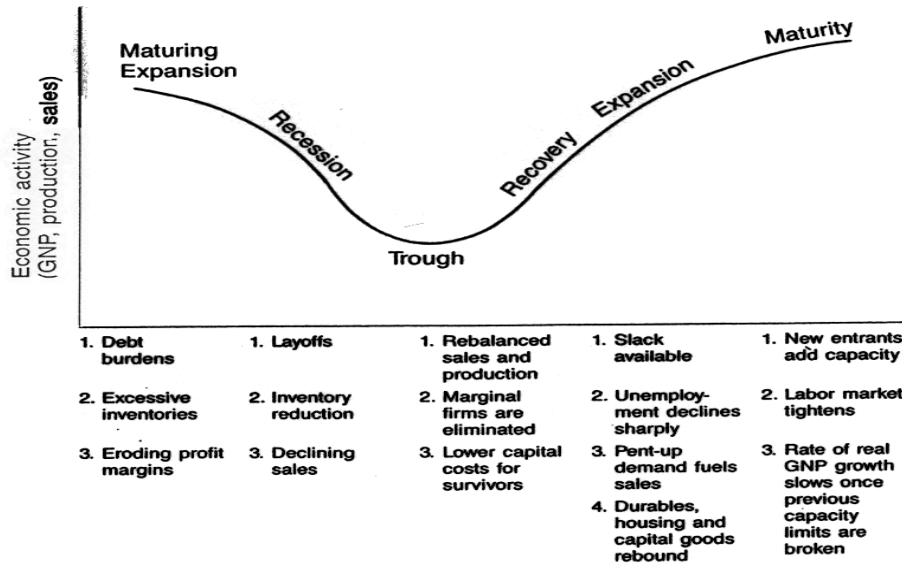 Maturing
Expansion
Recession
Trough
Recovery
Expansion
Maturity
Economic activity
(GNP, production, sales)
1. Debt
burdens
2. Excessive
inventories
3. Eroding profit
margins
1. Layoffs
2. Inventory
reduction
3. Declining
sales
1. Rebalanced
sales and
production
2. Marginal
firms are
eliminated
3. Lower capital
costs for
survivors
1. Slack
available
2. Unemploy-
ment declines
sharply
3. Pent-up
demand fuels
sales
4. Durables,
housing and
capital goods
rebound
1. New entrants
add capacity
2. Labor market
tightens
3. Rate of real
GNP growth
slows once
previous
capacity
limits are
broken